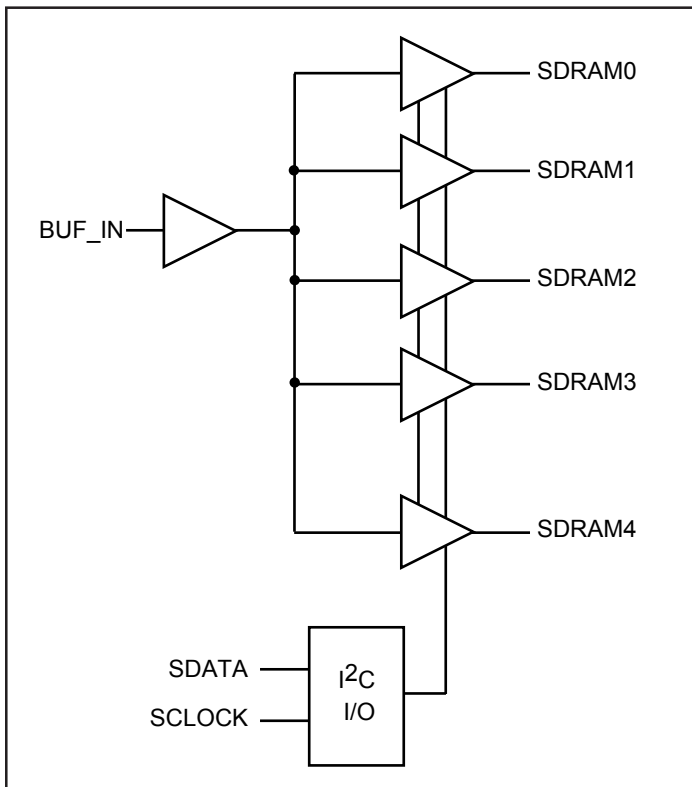 SDRAM0
SDRAM1
BUF_IN
SDRAM2
SDRAM3
SDRAM4
SDATA
I²C
I/O
SCLOCK